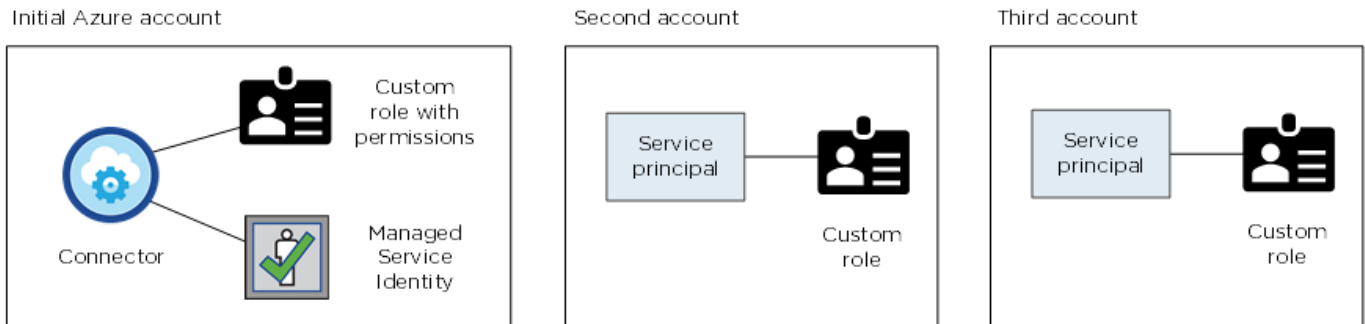 Initial Azure account
Custom
role with
permissions
Connector
Managed
Service
Identity
Second account
Service
principal
Custom
role
Third account
Service
principal
Custom
role